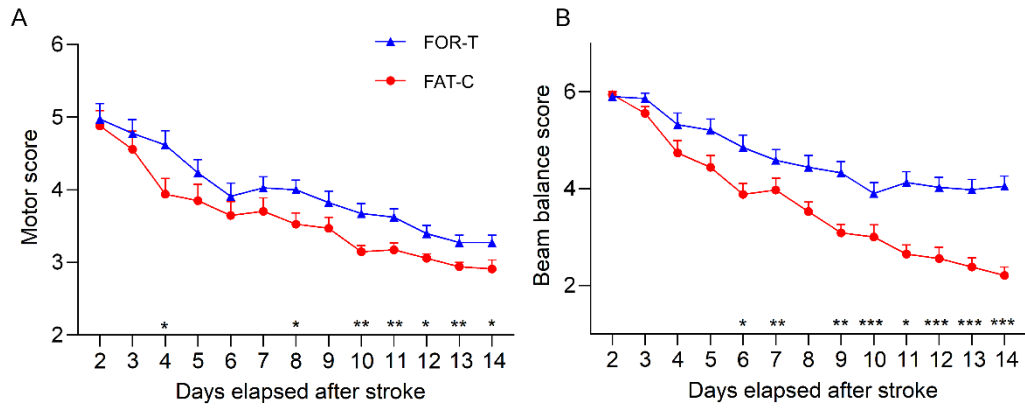 A
Motor score
6
5
4
3
2
FOR-T
FAT-C
* * ** ** * ** *
2 3 4 5 6 7 8 9 10 11 12 13 14
Days elapsed after stroke
B
Beam balance score
6
4
2
* ** ** *** * *** *** ***
2 3 4 5 6 7 8 9 10 11 12 13 14
Days elapsed after stroke